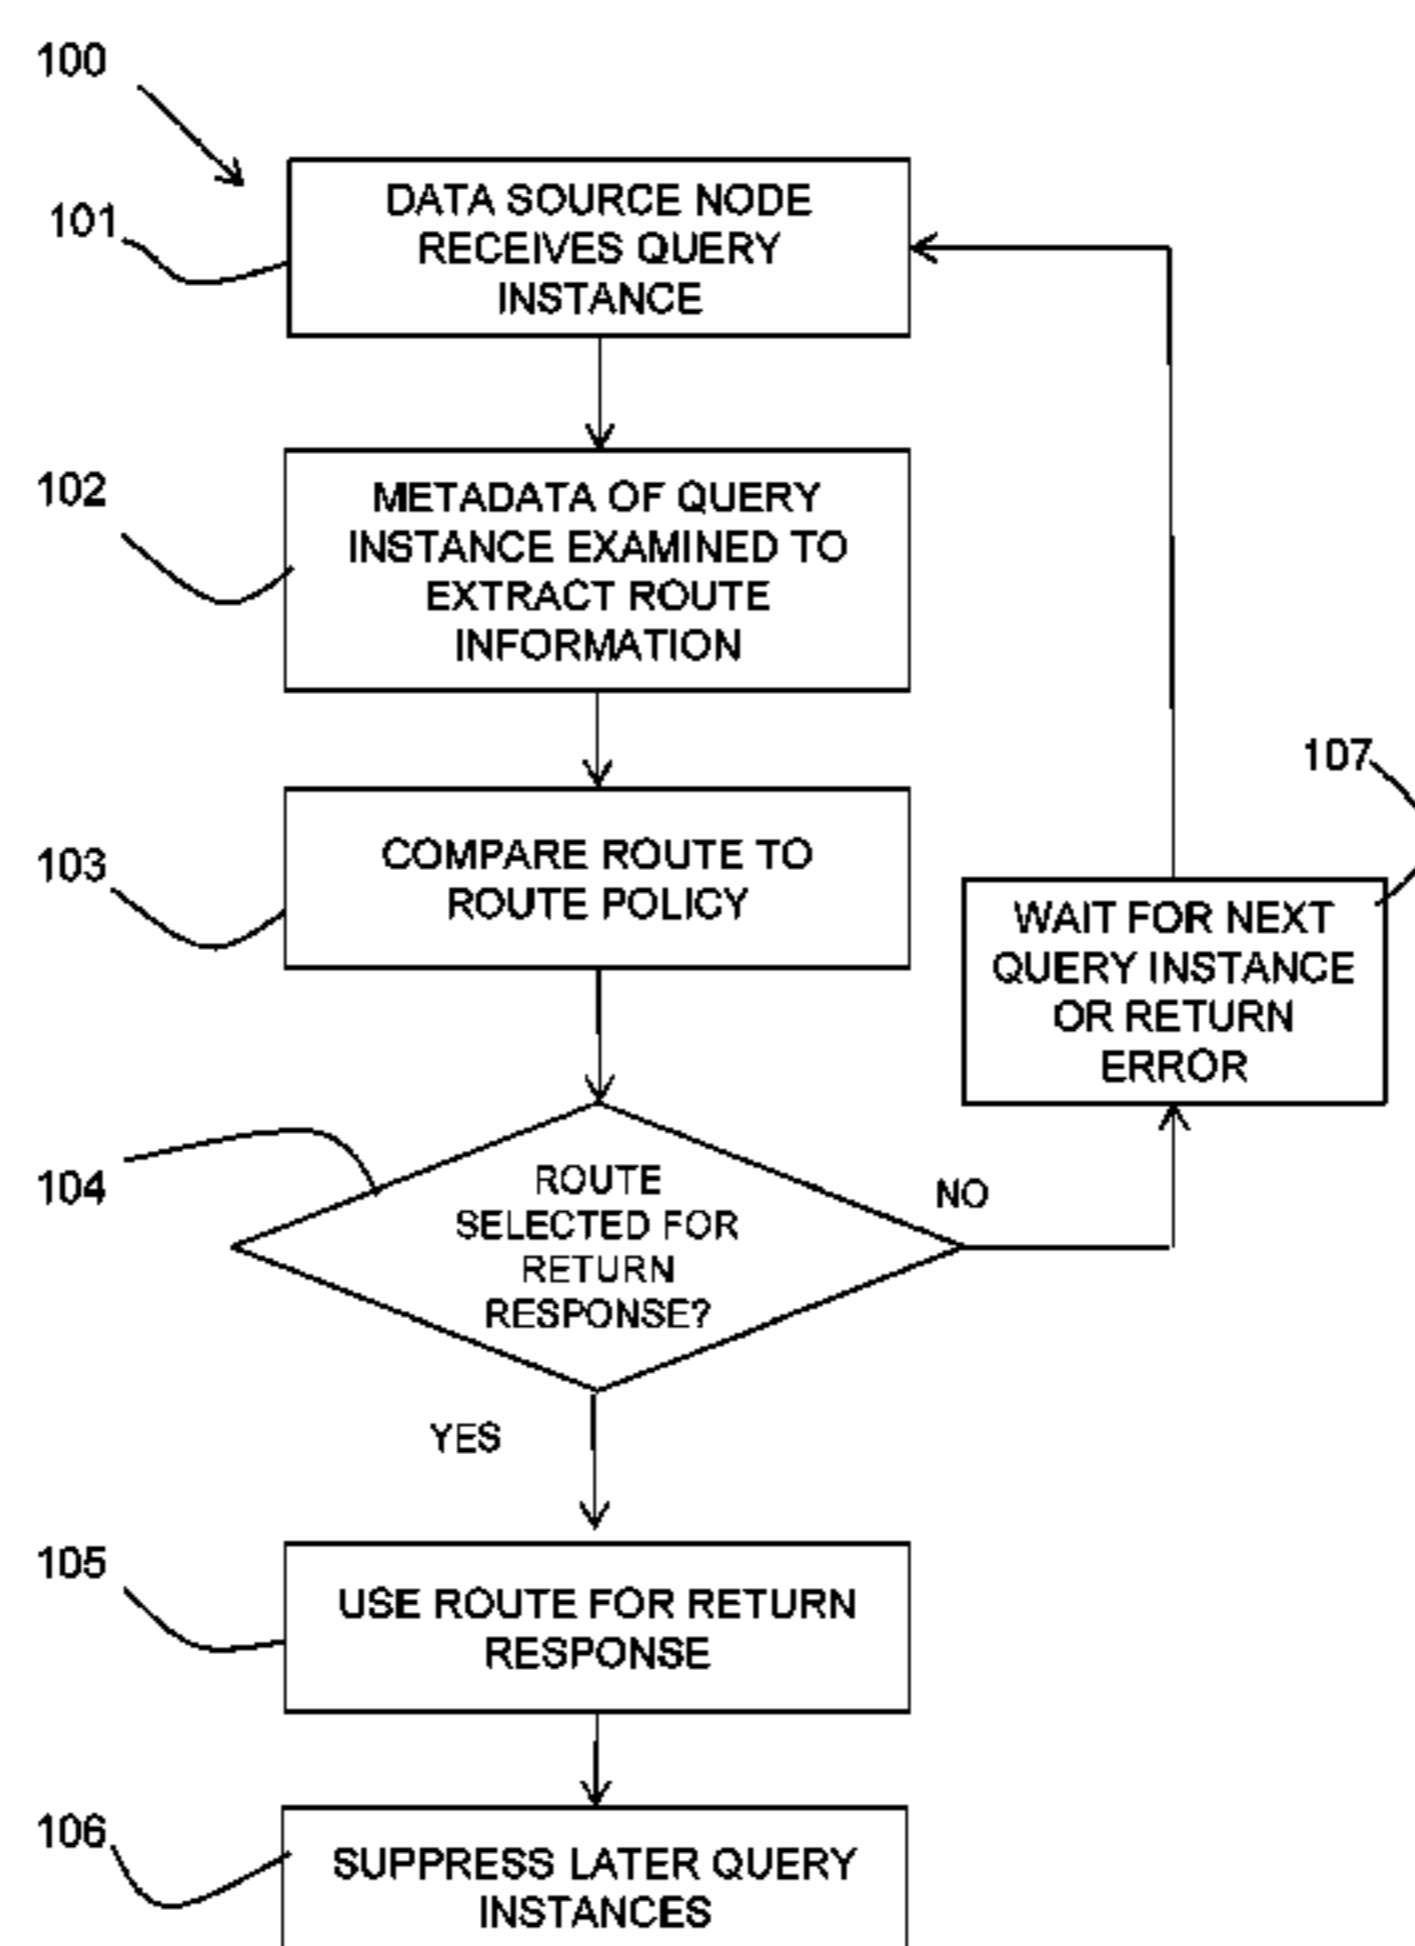 100
101
DATA SOURCE NODE
RECEIVES QUERY
INSTANCE
102
METADATA OF QUERY
INSTANCE EXAMINED TO
EXTRACT ROUTE
INFORMATION
103
COMPARE ROUTE TO
ROUTE POLICY
107
WAIT FOR NEXT
QUERY INSTANCE
OR RETURN
ERROR
104
ROUTE
SELECTED FOR
RETURN
RESPONSE?
NO
YES
105
USE ROUTE FOR RETURN
RESPONSE
106
SUPPRESS LATER QUERY
INSTANCES